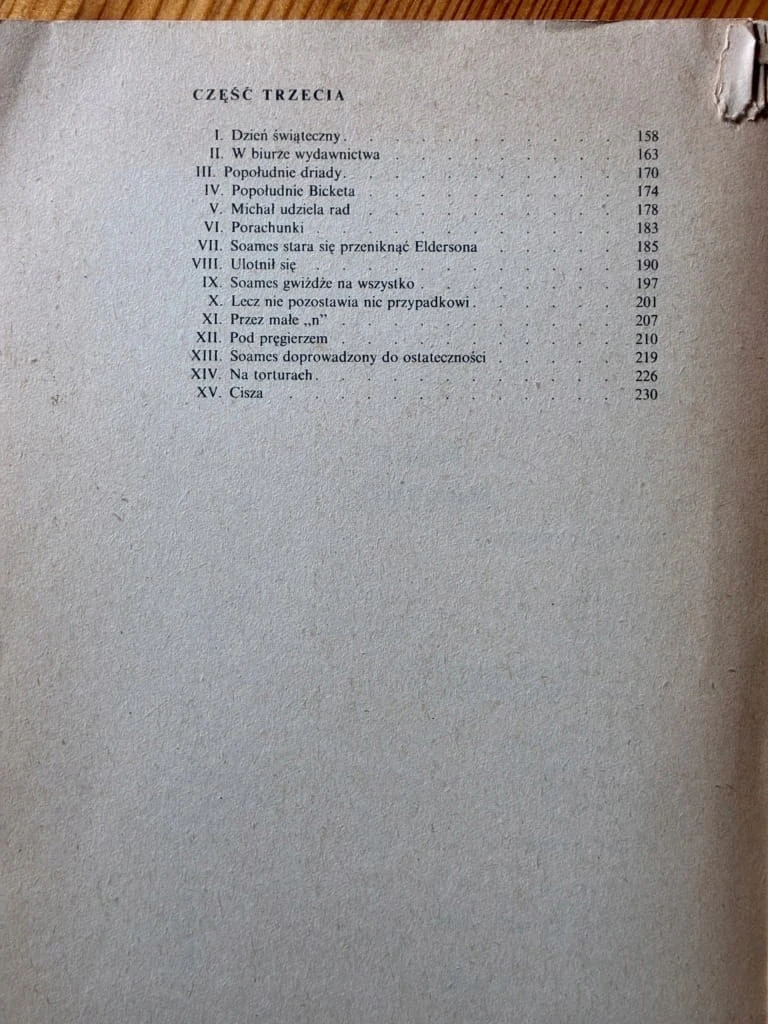 CZĘŚĆ TRZECIA
I. Dzień świąteczny . . . . . . . . . . . 158
II. W biurze wydawnictwa . . . . . . . . . 163
III. Popołudnie driady. . . . . . . . . . . 170
IV. Popołudnie Bicketa . . . . . . . . . . 174
V. Michał udziela rad . . . . . . . . . . 178
VI. Porachunki . . . . . . . . . . . . 183
VII. Soames stara się przeniknąć Eldersona . . . . . 185
VIII. Ulotnił się . . . . . . . . . . . . 190
IX. Soames gwiżdże na wszystko . . . . . . . . 197
X. Lecz nie pozostawia nic przypadkowi . . . . . . 201
XI. Przez małe „n” . . . . . . . . . . . 207
XII. Pod pręgierzem . . . . . . . . . . . 210
XIII. Soames doprowadzony do ostateczności . . . . . 219
XIV. Na torturach . . . . . . . . . . . . 226
XV. Cisza . . . . . . . . . . . . . 230